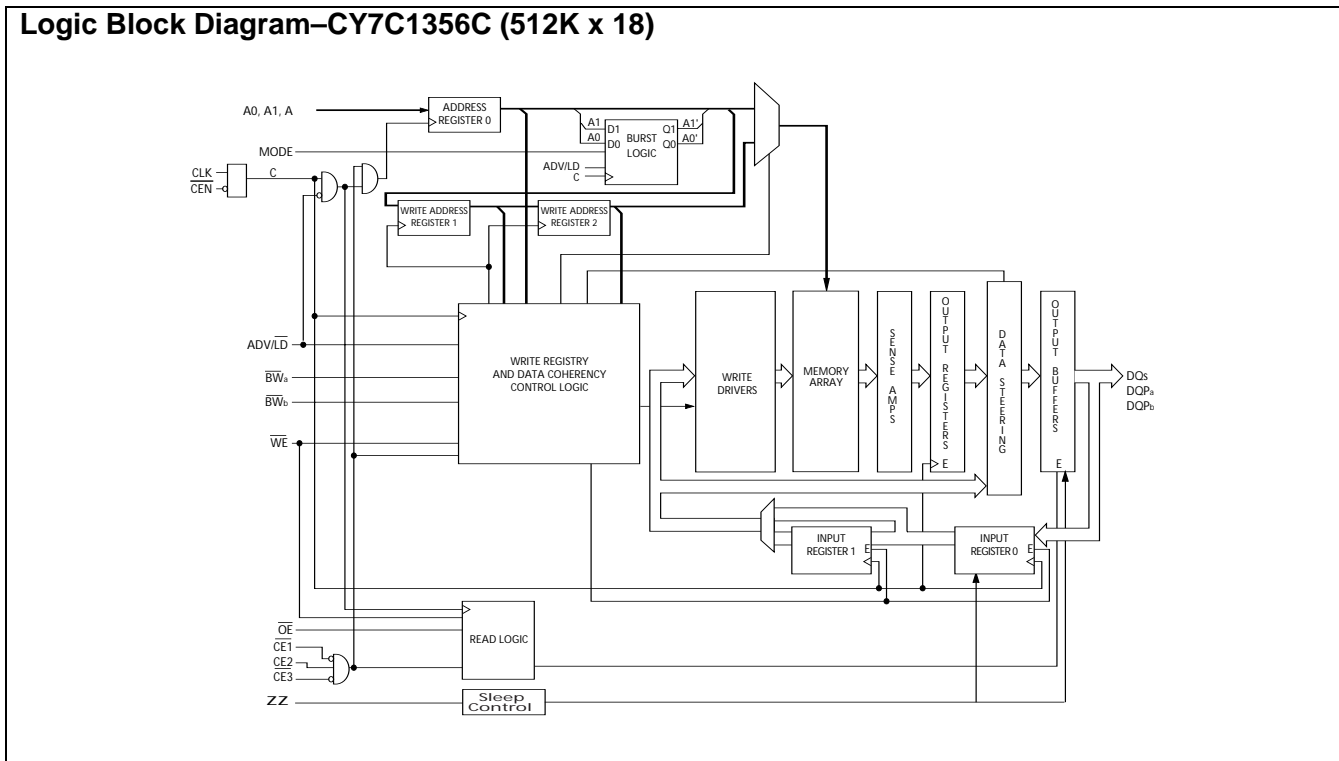 Logic Block Diagram–CY7C1356C (512K x 18)
A0, A1, A
ADDRESS
REGISTER 0
A1
A0
D1
D0
BURST
LOGIC
Q1
Q0
A1'
A0'
MODE
ADV/LD
C
CLK
CEN
C
WRITE ADDRESS
REGISTER 1
WRITE ADDRESS
REGISTER 2
ADV/LD
BWa
BWb
WE
WRITE REGISTRY
AND DATA COHERENCY
CONTROL LOGIC
WRITE
DRIVERS
MEMORY
ARRAY
SENSE AMPS
OUTPUT REGISTERS
E
DATA STEERING
OUTPUT BUFFERS
E
DQs
DQPa
DQPb
INPUT
REGISTER 1
E
INPUT
REGISTER 0
E
OE
CE1
CE2
CE3
READ LOGIC
ZZ
Sleep
Control